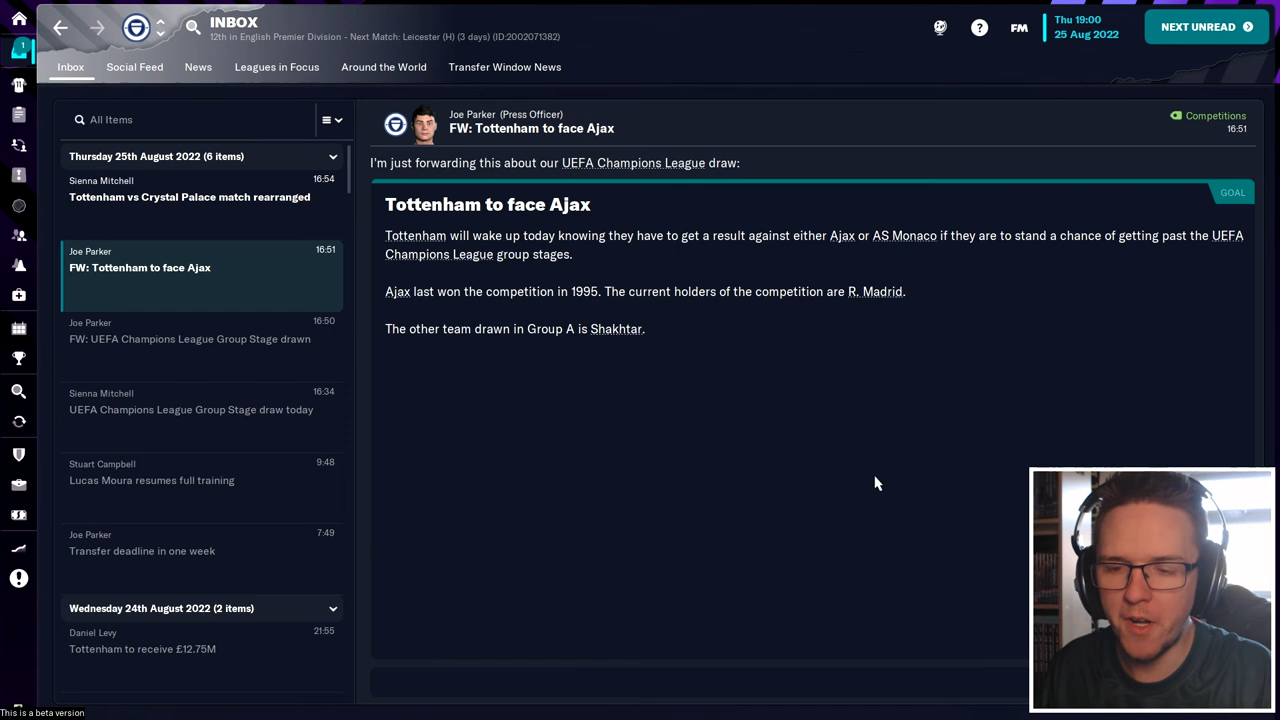 INBOX
12th in English Premier Division - Next Match: Leicester (H) (3 days) (ID:2002071382)
FM
Thu 19:00
25 Aug 2022
NEXT UNREAD
1
11
Inbox
Social Feed
News
Leagues in Focus
Around the World
Transfer Window News
All Items
Thursday 25th August 2022 (6 items)
Sienna Mitchell
16:54
Tottenham vs Crystal Palace match rearranged
Joe Parker
16:51
FW: Tottenham to face Ajax
Joe Parker
16:50
FW: UEFA Champions League Group Stage drawn
Sienna Mitchell
16:34
UEFA Champions League Group Stage draw today
Stuart Campbell
9:48
Lucas Moura resumes full training
Joe Parker
7:49
Transfer deadline in one week
Wednesday 24th August 2022 (2 items)
Daniel Levy
21:55
Tottenham to receive £12.75M
Joe Parker (Press Officer)
FW: Tottenham to face Ajax
Competitions
16:51
I'm just forwarding this about our UEFA Champions League draw:
GOAL
Tottenham to face Ajax
Tottenham will wake up today knowing they have to get a result against either Ajax or AS Monaco if they are to stand a chance of getting past the UEFA
Champions League group stages.
Ajax last won the competition in 1995. The current holders of the competition are R. Madrid.
The other team drawn in Group A is Shakhtar.
This is a beta version